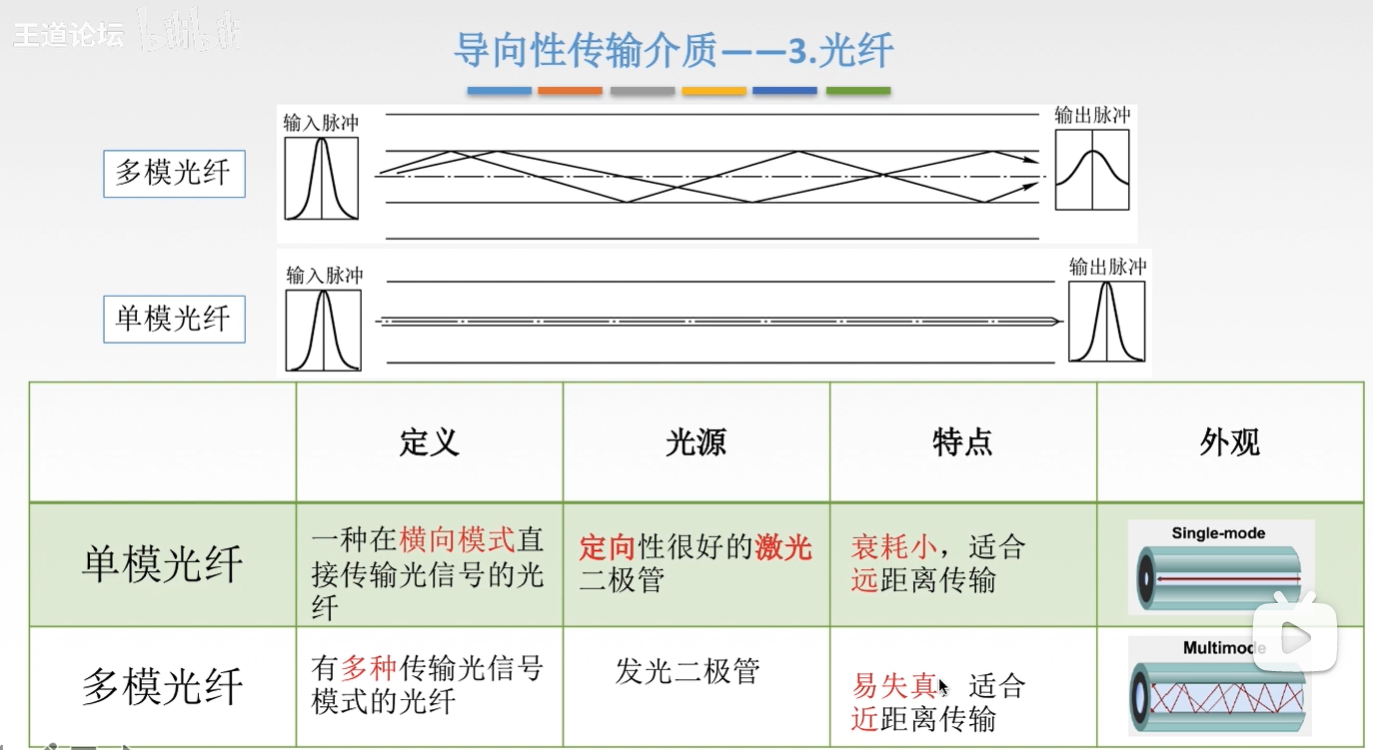 王道论坛 bilibili
导向性传输介质——3.光纤
输入脉冲
输出脉冲
多模光纤
输入脉冲
输出脉冲
单模光纤
定义
光源
特点
外观
单模光纤
一种在横向模式直
接传输光信号的光
纤
定向性很好的激光
二极管
衰耗小，适合
远距离传输
Single-mode
多模光纤
有多种传输光信号
模式的光纤
发光二极管
易失真，适合
近距离传输
Multimode